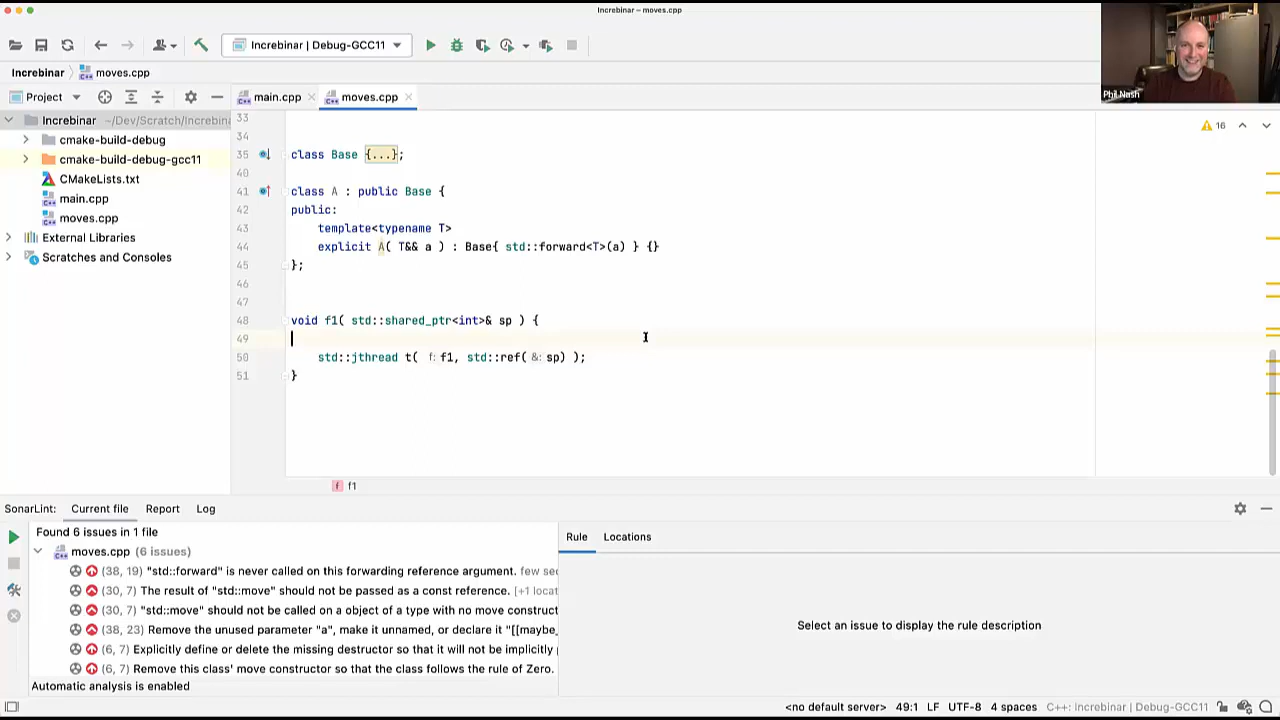 Increbinar – moves.cpp
Increbinar | Debug-GCC11
Phil Nash
Increbinar moves.cpp
Project
main.cpp moves.cpp
Increbinar ~/Dev/Scratch/Increbin
cmake-build-debug
cmake-build-debug-gcc11
CMakeLists.txt
main.cpp
moves.cpp
External Libraries
Scratches and Consoles
16
33
34
35 class Base {...};
40
41 class A : public Base {
42 public:
43 template<typename T>
44 explicit A( T&& a ) : Base{ std::forward<T>(a) } {}
45 };
46
47
48 void f1( std::shared_ptr<int>& sp ) {
49
50 std::jthread t( f: f1, std::ref( &: sp) );
51 }
f f1
SonarLint: Current file Report Log
Found 6 issues in 1 file
moves.cpp (6 issues)
(38, 19) "std::forward" is never called on this forwarding reference argument. few sec
(30, 7) The result of "std::move" should not be passed as a const reference. [+1 locat
(30, 7) "std::move" should not be called on a object of a type with no move construct
(38, 23) Remove the unused parameter "a", make it unnamed, or declare it "[[maybe_
(6, 7) Explicitly define or delete the missing destructor so that it will not be implicitly
(6, 7) Remove this class' move constructor so that the class follows the rule of Zero.
Automatic analysis is enabled
Rule Locations
Select an issue to display the rule description
<no default server> 49:1 LF UTF-8 4 spaces C++: Increbinar | Debug-GCC11